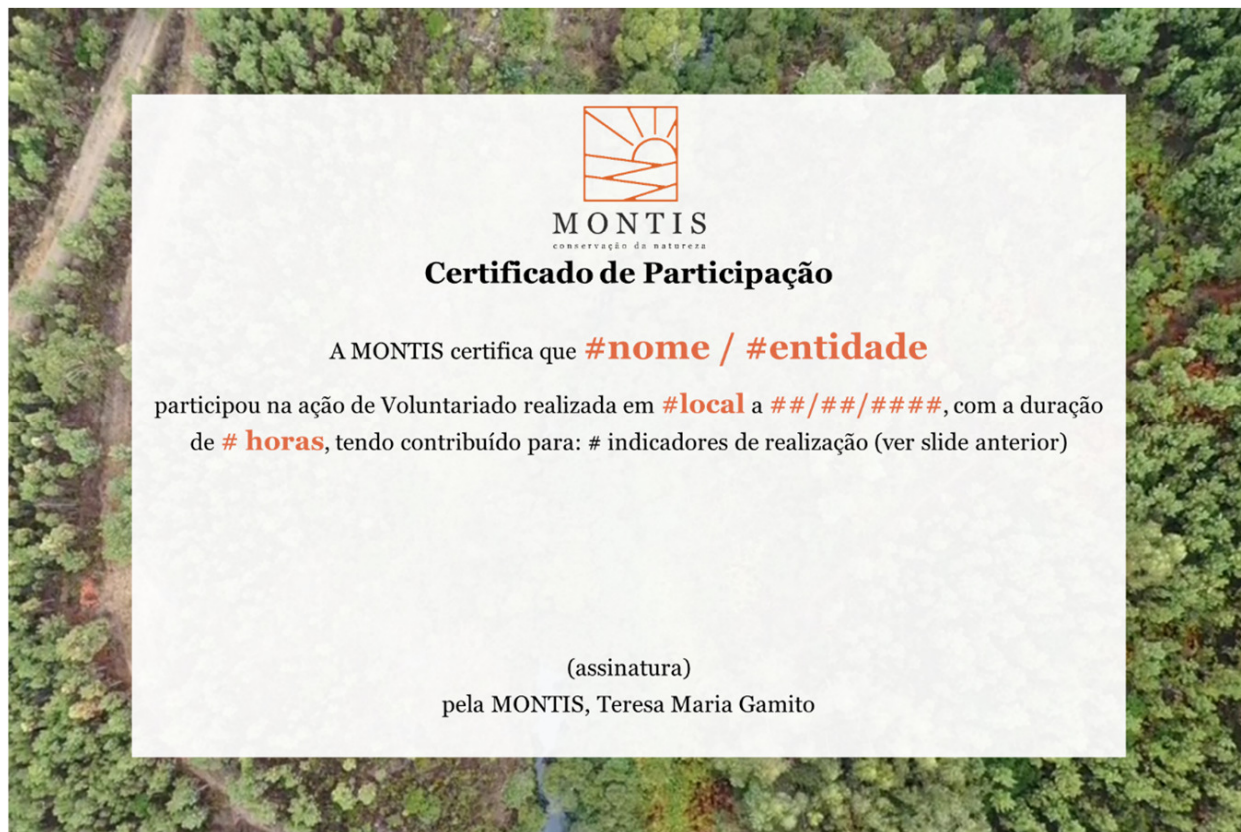 MONTIS
conservação da natureza
Certificado de Participação
A MONTIS certifica que #nome / #entidade
participou na ação de Voluntariado realizada em #local a ##/##/####, com a duração
de # horas, tendo contribuído para: # indicadores de realização (ver slide anterior)
(assinatura)
pela MONTIS, Teresa Maria Gamito